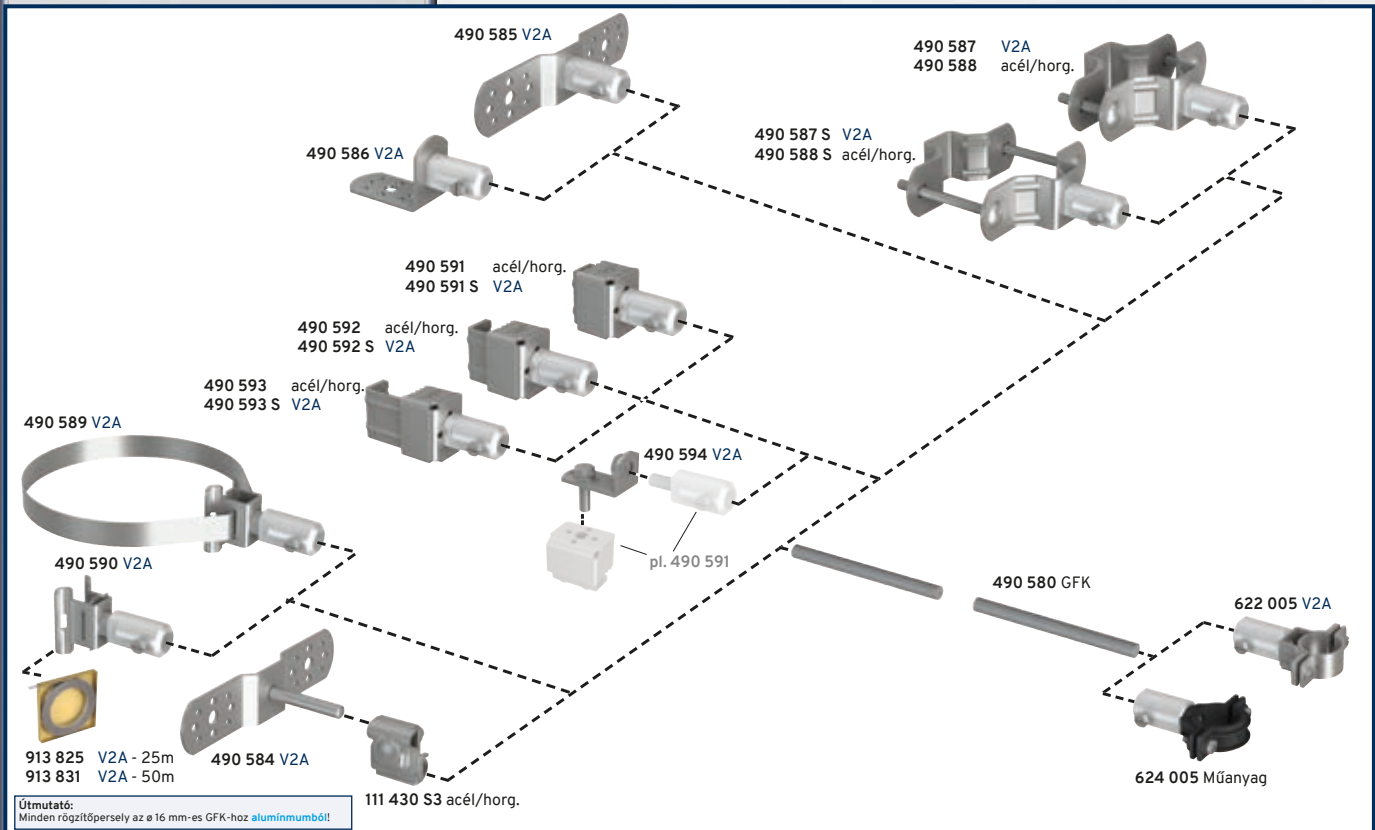 490 585 V2A
490 587 V2A
490 588 acél/horg.
490 587 S V2A
490 588 S acél/horg.
490 586 V2A
490 591 acél/horg.
490 591 S V2A
490 592 acél/horg.
490 592 S V2A
490 593 acél/horg.
490 593 S V2A
490 589 V2A
490 594 V2A
pl. 490 591
490 590 V2A
490 580 GFK
622 005 V2A
913 825 V2A - 25m
913 831 V2A - 50m
490 584 V2A
624 005 Műanyag
111 430 S3 acél/horg.
Útmutató:
Minden rögzítőpersely az ø 16 mm-es GFK-hoz alumínmumból!